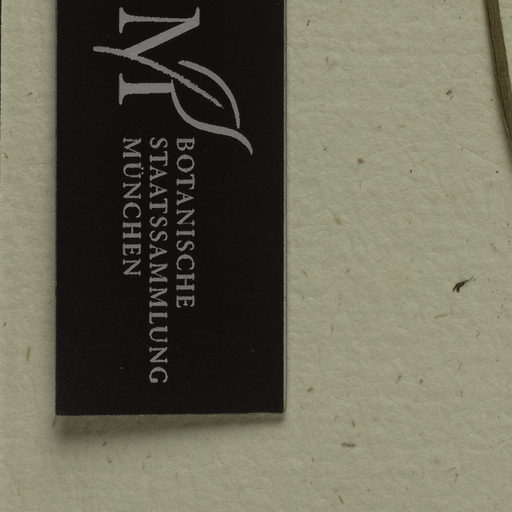 M
BOTANISCHE
STAATSSAMMLUNG
MÜNCHEN